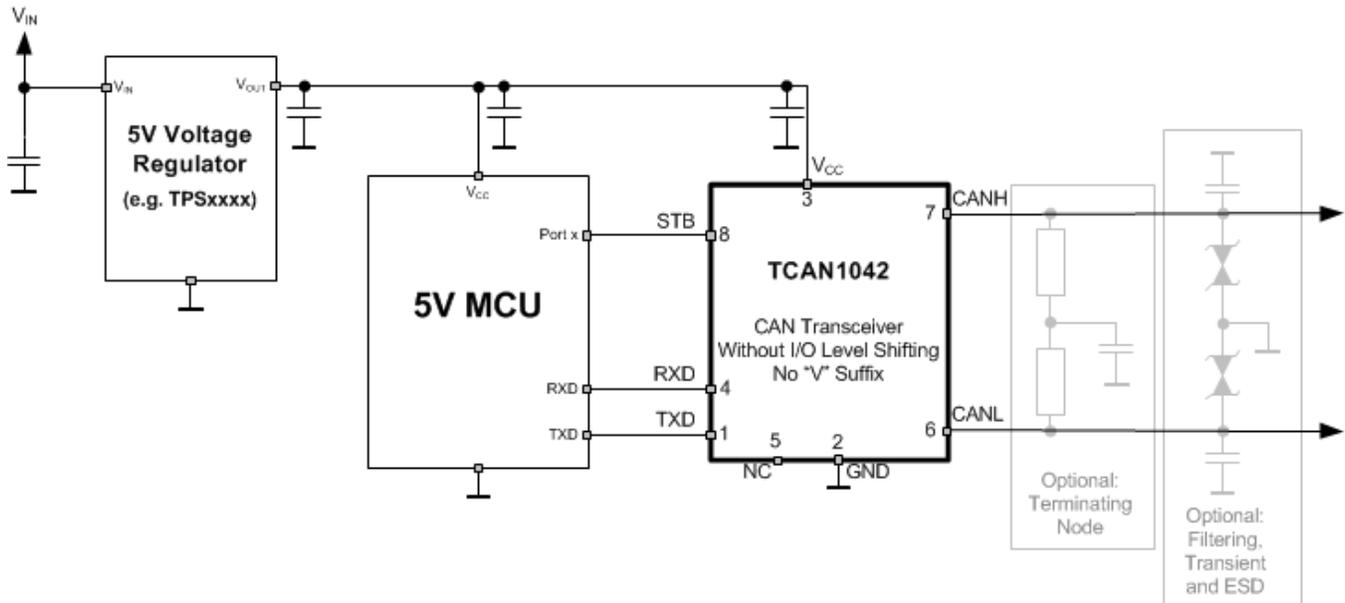 VIN
VIN
VOUT
5V Voltage
Regulator
(e.g. TPSxxxx)
VCC
Port x
5V MCU
RXD
TXD
STB
RXD
TXD
VCC
3
8
7
TCAN1042
CAN Transceiver
Without I/O Level Shifting
No "V" Suffix
4
1
5
2
6
NC
GND
CANH
CANL
Optional:
Terminating
Node
Optional:
Filtering,
Transient
and ESD